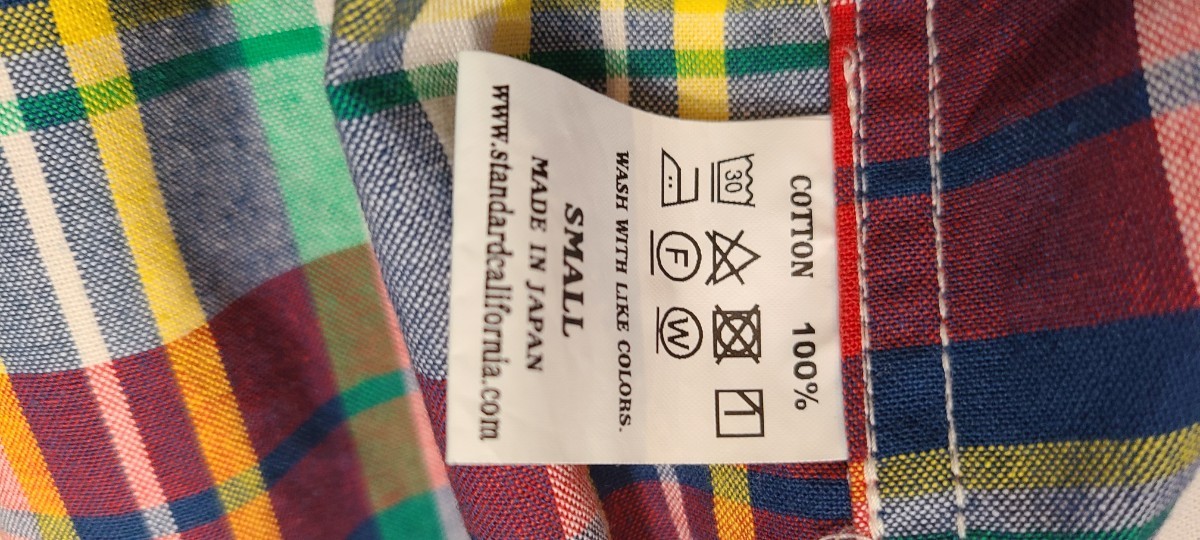 COTTON 100%
30
F W
WASH WITH LIKE COLORS.
SMALL
MADE IN JAPAN
www.standardcalifornia.com